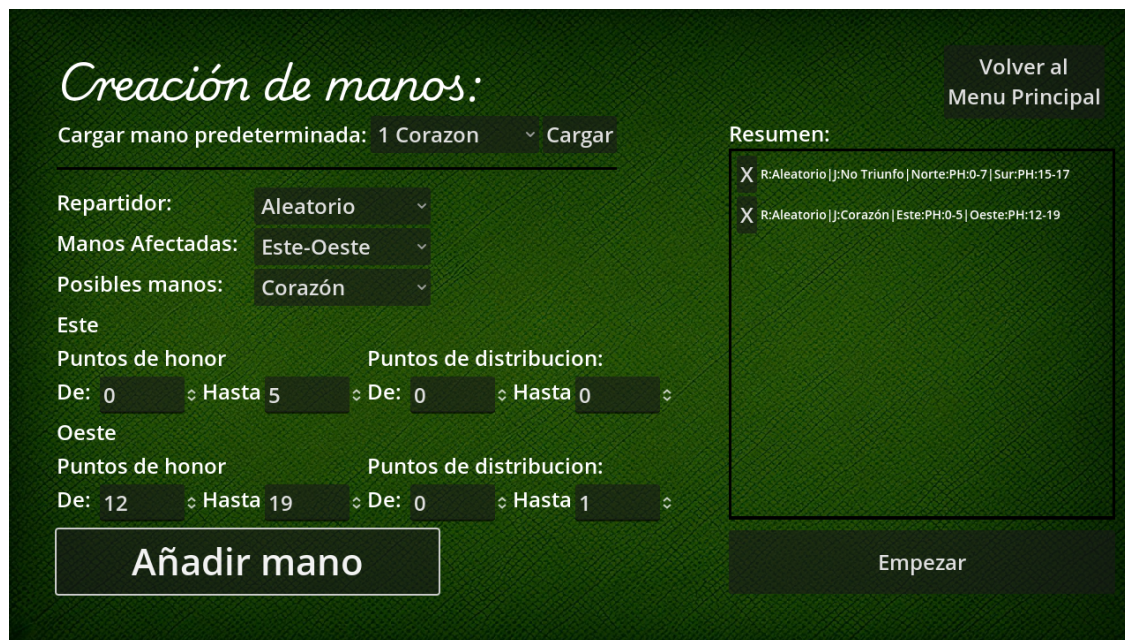 Creación de manos:
Volver al
Menu Principal
Cargar mano predeterminada: 1 Corazon Cargar
Resumen:
X R:Aleatorio|J:No Triunfo|Norte:PH:0-7|Sur:PH:15-17
X R:Aleatorio|J:Corazón|Este:PH:0-5|Oeste:PH:12-19
Repartidor: Aleatorio
Manos Afectadas: Este-Oeste
Posibles manos: Corazón
Este
Puntos de honor Puntos de distribucion:
De: 0 Hasta 5 De: 0 Hasta 0
Oeste
Puntos de honor Puntos de distribucion:
De: 12 Hasta 19 De: 0 Hasta 1
Añadir mano
Empezar